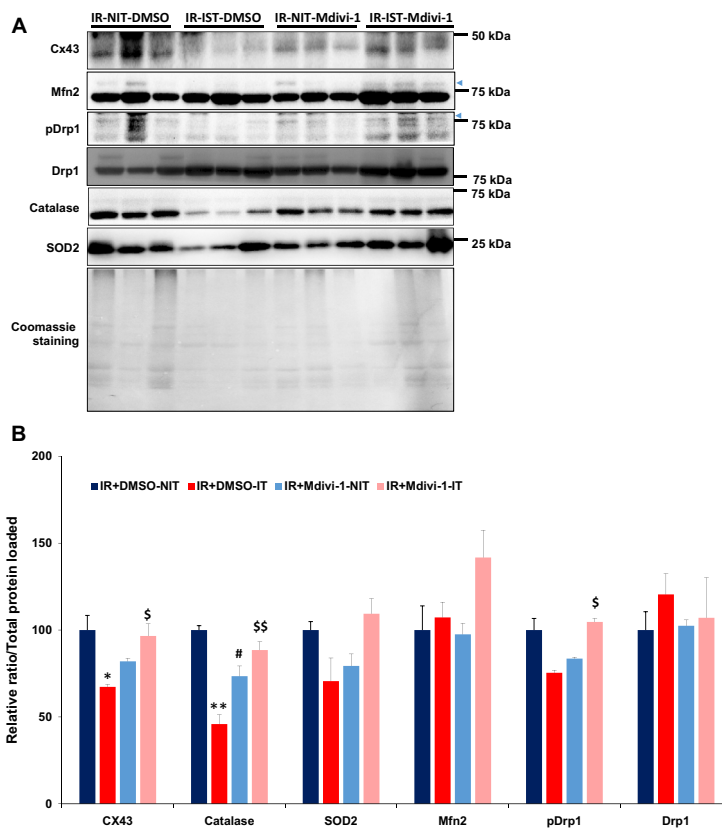 A
IR-NIT-DMSO IR-IST-DMSO IR-NIT-Mdivi-1 IR-IST-Mdivi-1
Cx43 50 kDa
Mfn2 75 kDa
pDrp1 75 kDa
Drp1 75 kDa
Catalase 75 kDa
SOD2 25 kDa
Coomassie
staining
B
Relative ratio/Total protein loaded
200
IR+DMSO-NIT IR+DMSO-IT IR+Mdivi-1-NIT IR+Mdivi-1-IT
150
100
50
0
* $
** # $$
$
CX43 Catalase SOD2 Mfn2 pDrp1 Drp1